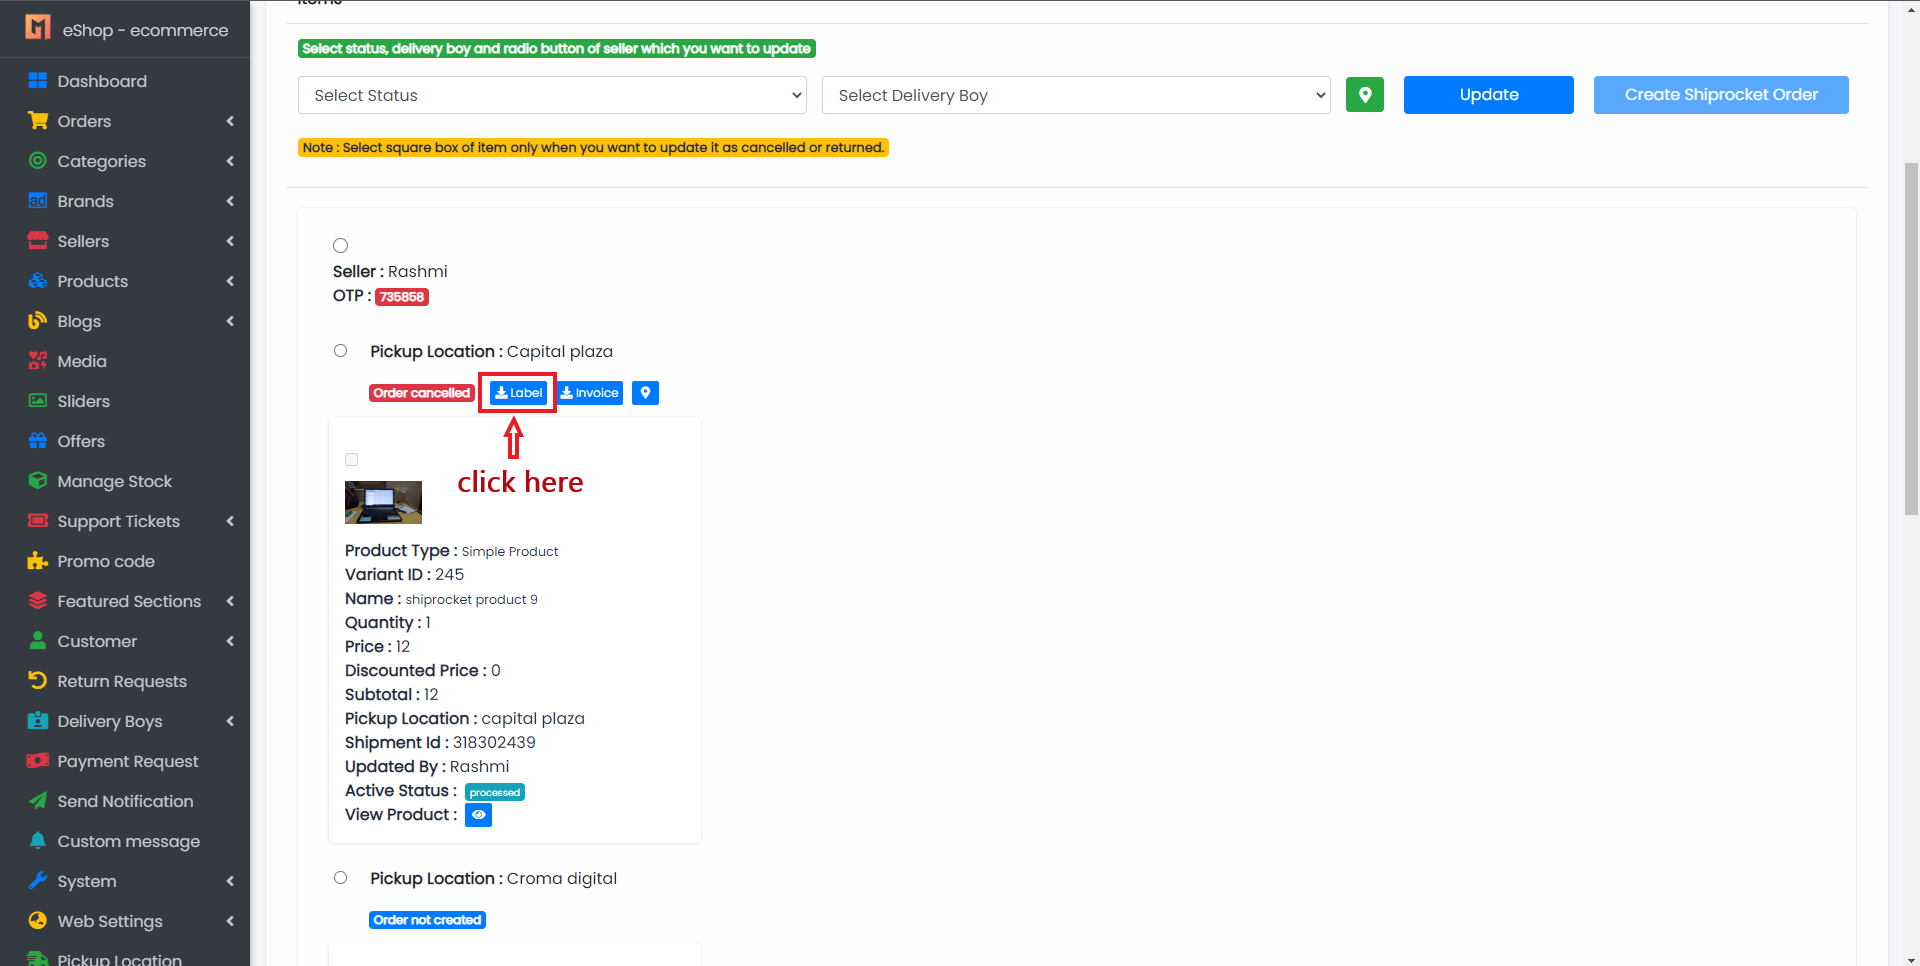 eShop - ecommerce
Dashboard
Orders
Categories
Brands
Sellers
Products
Blogs
Media
Sliders
Offers
Manage Stock
Support Tickets
Promo code
Featured Sections
Customer
Return Requests
Delivery Boys
Payment Request
Send Notification
Custom message
System
Web Settings
Pickup Location
Items
Select status, delivery boy and radio button of seller which you want to update
Select Status
Select Delivery Boy
Update
Create Shiprocket Order
Note : Select square box of item only when you want to update it as cancelled or returned.
Seller : Rashmi
OTP : 735858
Pickup Location : Capital plaza
Order cancelled Label Invoice
click here
Product Type : Simple Product
Variant ID : 245
Name : shiprocket product 9
Quantity : 1
Price : 12
Discounted Price : 0
Subtotal : 12
Pickup Location : capital plaza
Shipment Id : 318302439
Updated By : Rashmi
Active Status : processed
View Product :
Pickup Location : Croma digital
Order not created